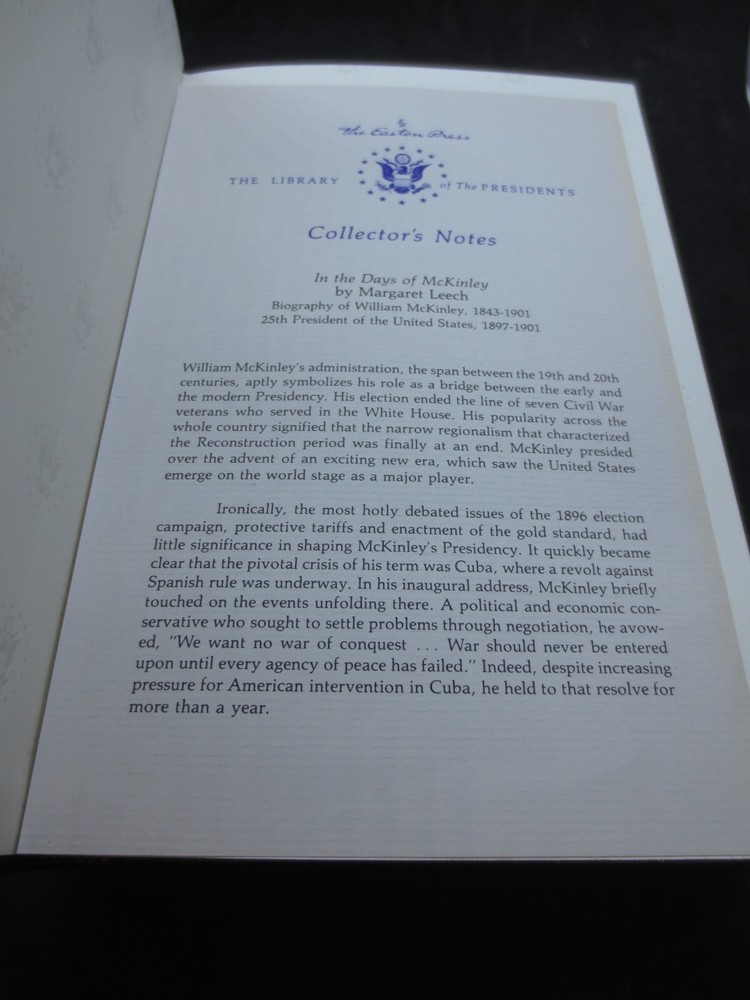 The Easton Press
THE LIBRARY of The PRESIDENTS
Collector's Notes
In the Days of McKinley
by Margaret Leech
Biography of William McKinley, 1843-1901
25th President of the United States, 1897-1901
William McKinley's administration, the span between the 19th and 20th
centuries, aptly symbolizes his role as a bridge between the early and
the modern Presidency. His election ended the line of seven Civil War
veterans who served in the White House. His popularity across the
whole country signified that the narrow regionalism that characterized
the Reconstruction period was finally at an end. McKinley presided
over the advent of an exciting new era, which saw the United States
emerge on the world stage as a major player.
Ironically, the most hotly debated issues of the 1896 election
campaign, protective tariffs and enactment of the gold standard, had
little significance in shaping McKinley's Presidency. It quickly became
clear that the pivotal crisis of his term was Cuba, where a revolt against
Spanish rule was underway. In his inaugural address, McKinley briefly
touched on the events unfolding there. A political and economic con-
servative who sought to settle problems through negotiation, he avow-
ed, "We want no war of conquest ... War should never be entered
upon until every agency of peace has failed." Indeed, despite increasing
pressure for American intervention in Cuba, he held to that resolve for
more than a year.